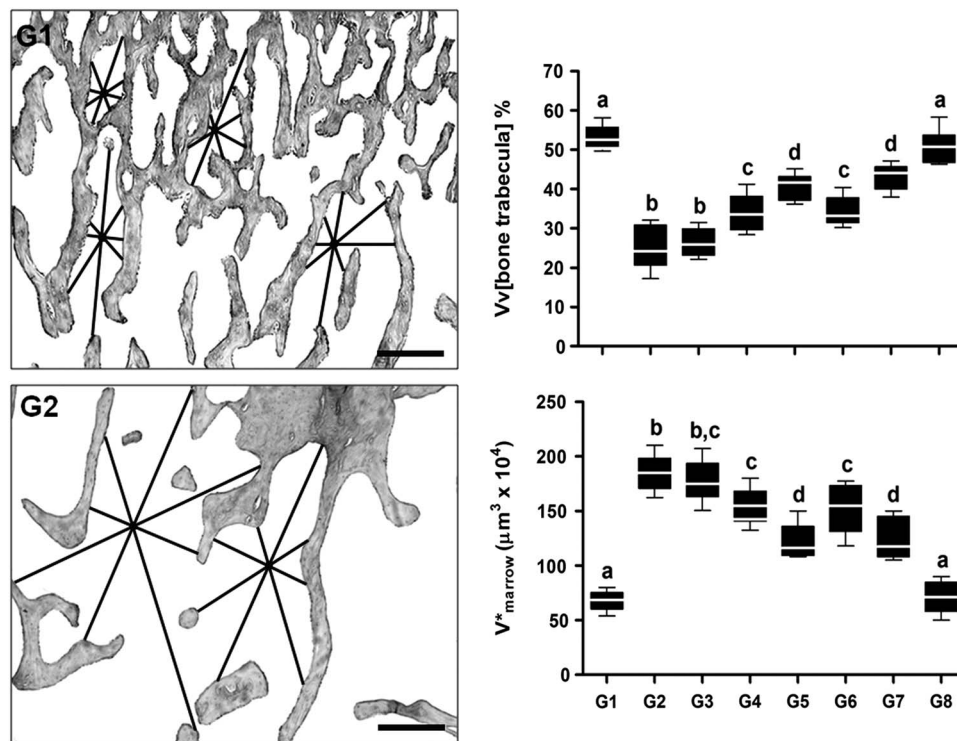 G1
G2
Vv[bone trabecula] %
70
60
50
40
30
20
10
0
a
b
b
c
d
c
d
a
V*marrow (µm³ x 10⁴)
250
200
150
100
50
0
a
b
b,c
c
d
c
d
a
G1 G2 G3 G4 G5 G6 G7 G8